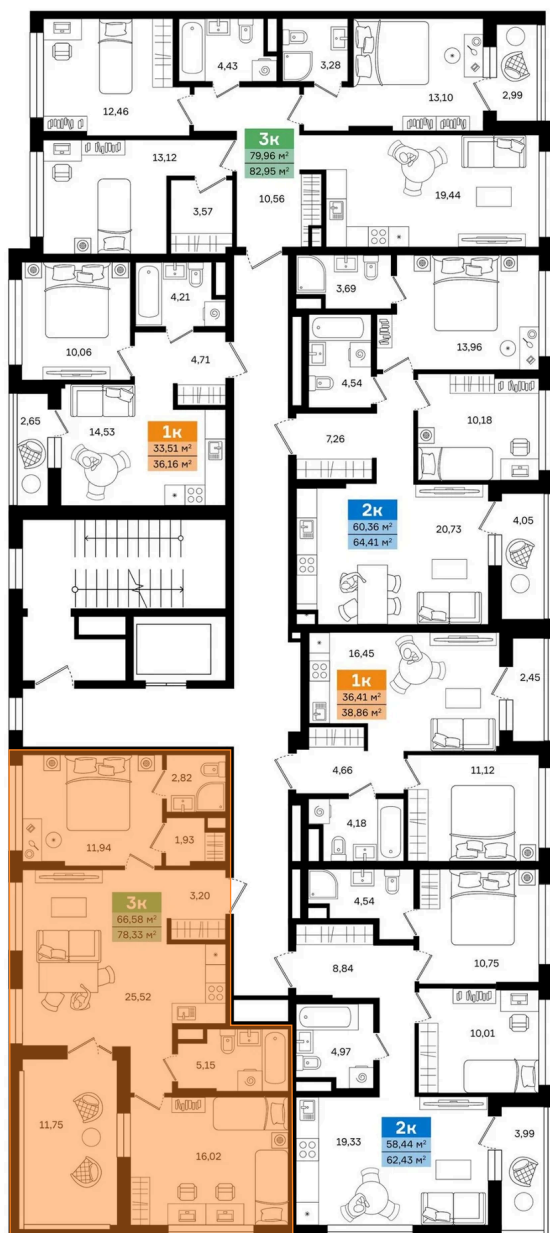 4,43
3,28
12,46
13,10
2,99
3к
79,96 м²
82,95 м²
13,12
19,44
3,57
10,56
4,21
3,69
10,06
4,71
13,96
4,54
2,65
14,53
1к
33,51 м²
36,16 м²
10,18
7,26
2к
60,36 м²
64,41 м²
20,73
4,05
16,45
1к
36,41 м²
38,86 м²
2,45
4,66
11,12
2,82
11,94
1,93
4,18
3к
66,58 м²
78,33 м²
3,20
4,54
25,52
8,84
10,75
10,01
5,15
4,97
11,75
16,02
19,33
2к
58,44 м²
62,43 м²
3,99